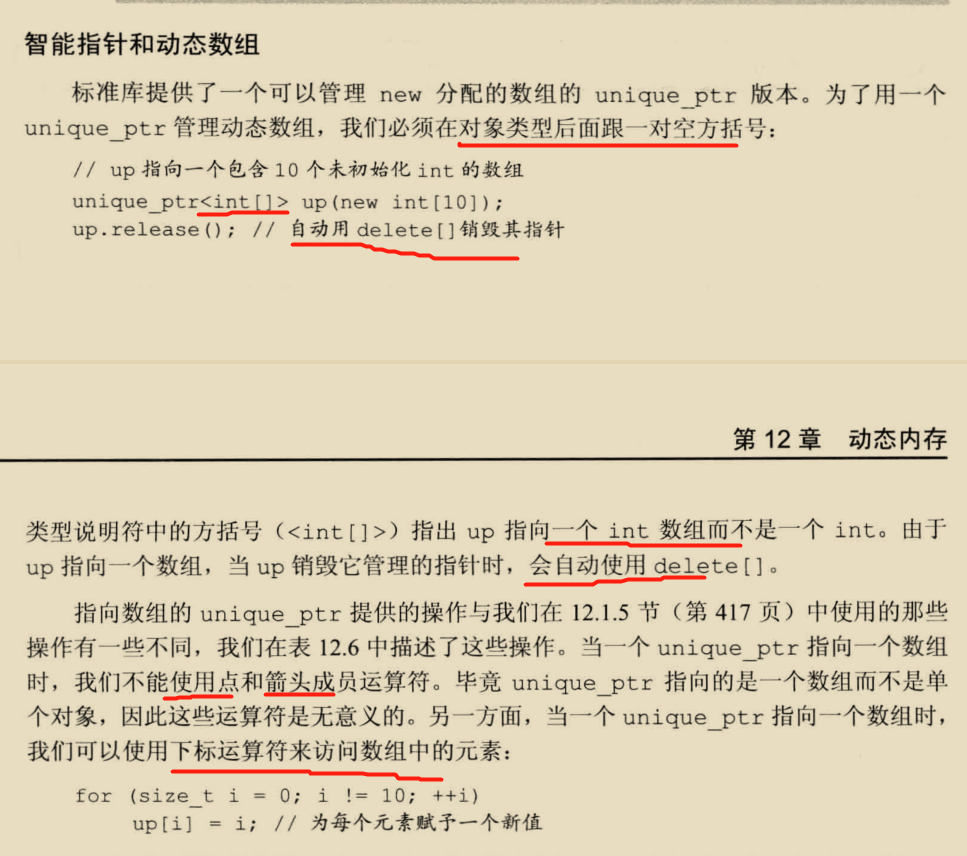 智能指针和动态数组
标准库提供了一个可以管理 new 分配的数组的 unique_ptr 版本。为了用一个
unique_ptr 管理动态数组，我们必须在对象类型后面跟一对空方括号：
// up 指向一个包含 10 个未初始化 int 的数组
unique_ptr<int[]> up(new int[10]);
up.release(); // 自动用 delete[]销毁其指针
第 12 章 动态内存
类型说明符中的方括号（<int[]>）指出 up 指向一个 int 数组而不是一个 int。由于
up 指向一个数组，当 up 销毁它管理的指针时，会自动使用 delete[]。
指向数组的 unique_ptr 提供的操作与我们在 12.1.5 节（第 417 页）中使用的那些
操作有一些不同，我们在表 12.6 中描述了这些操作。当一个 unique_ptr 指向一个数组
时，我们不能使用点和箭头成员运算符。毕竟 unique_ptr 指向的是一个数组而不是单
个对象，因此这些运算符是无意义的。另一方面，当一个 unique_ptr 指向一个数组时，
我们可以使用下标运算符来访问数组中的元素：
for (size_t i = 0; i != 10; ++i)
up[i] = i; // 为每个元素赋予一个新值